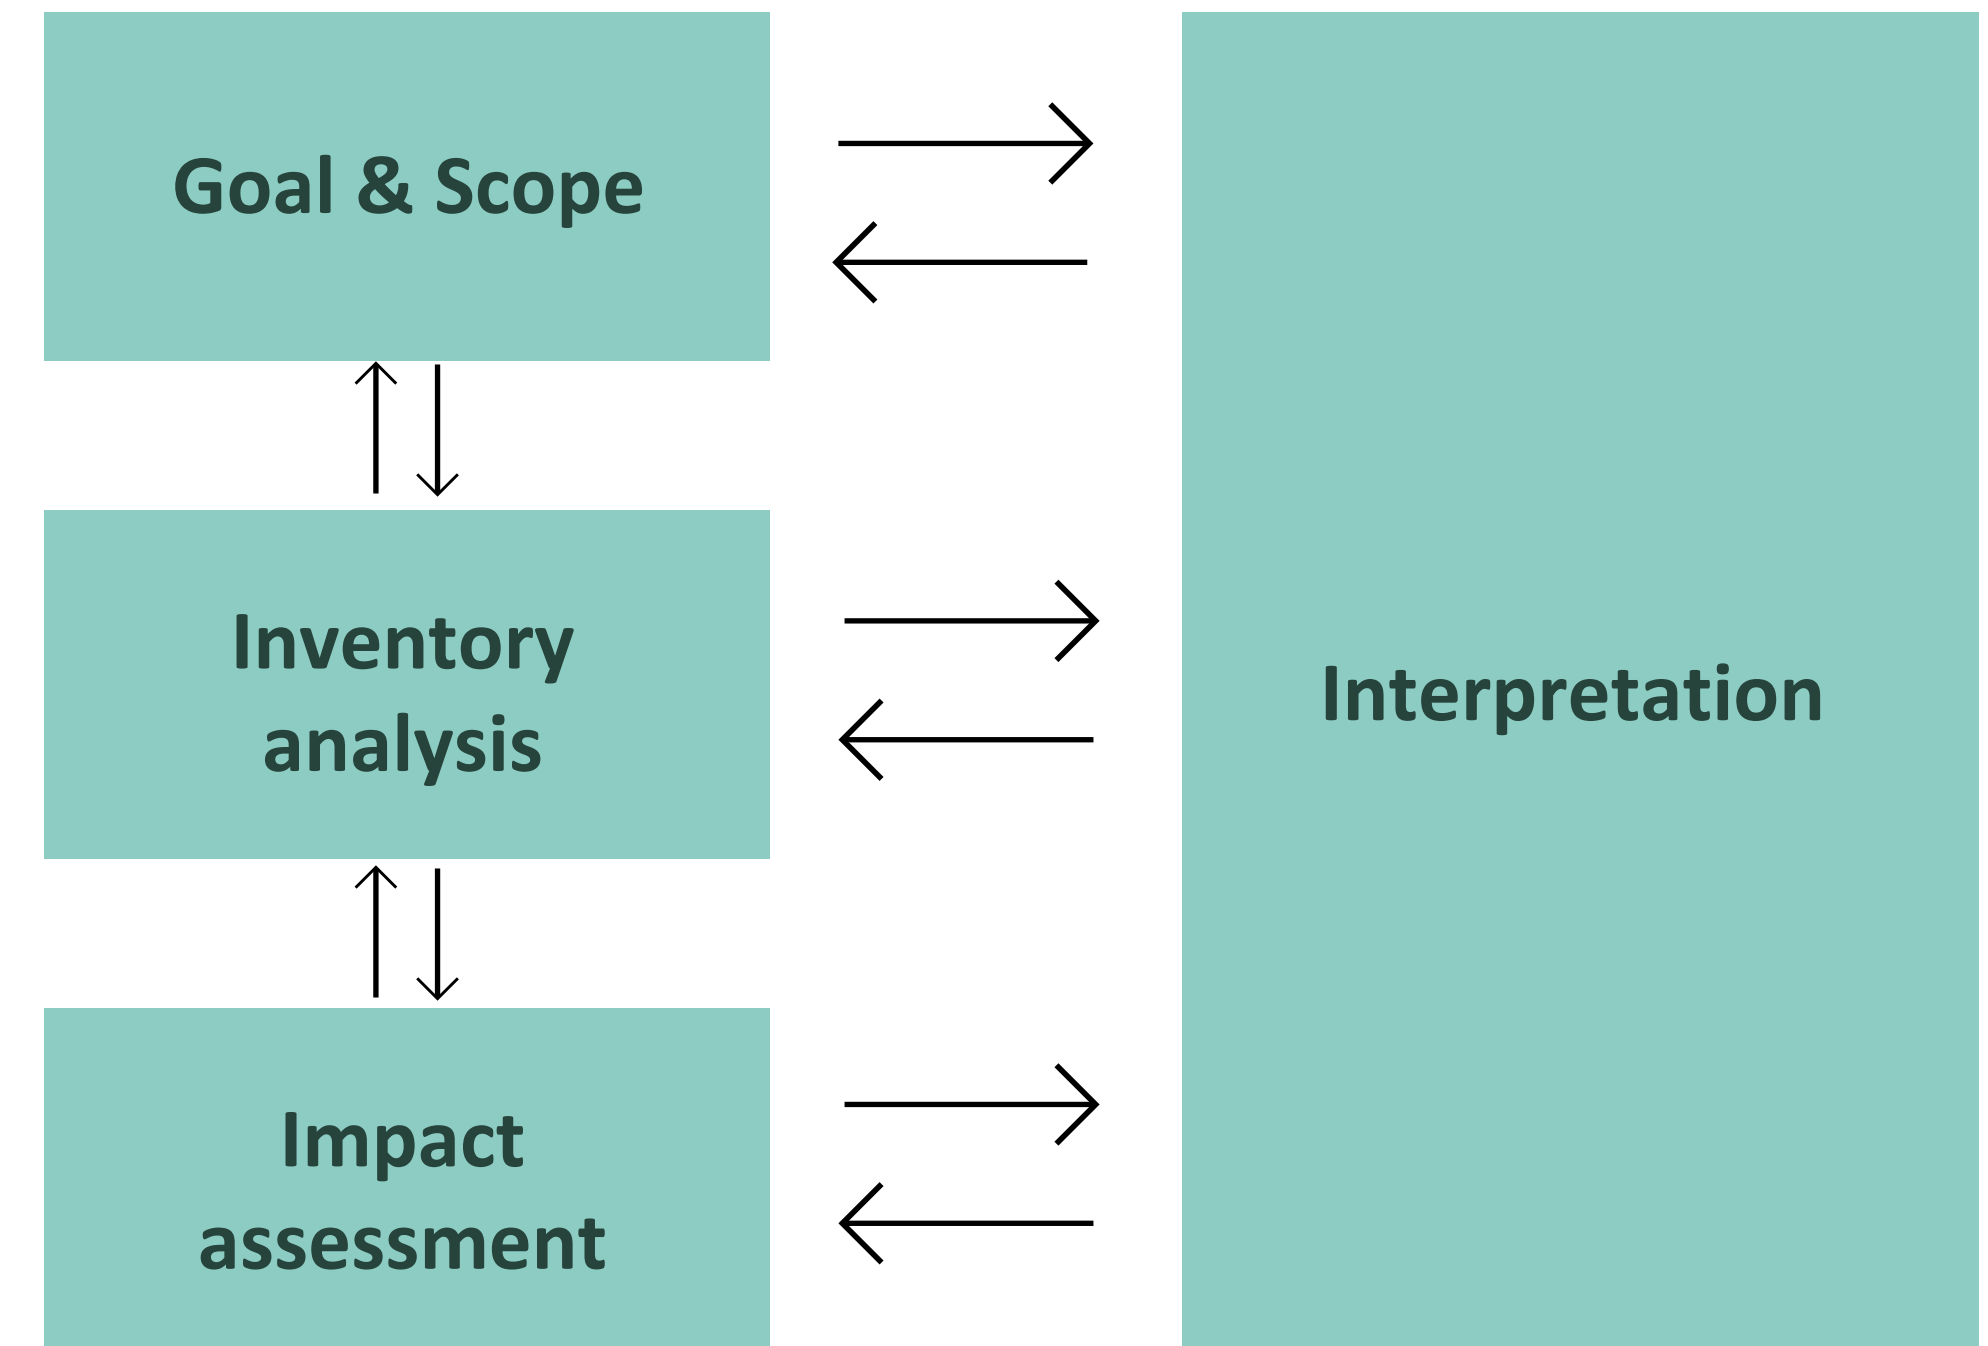 Goal & Scope
Inventory
analysis
Interpretation
Impact
assessment